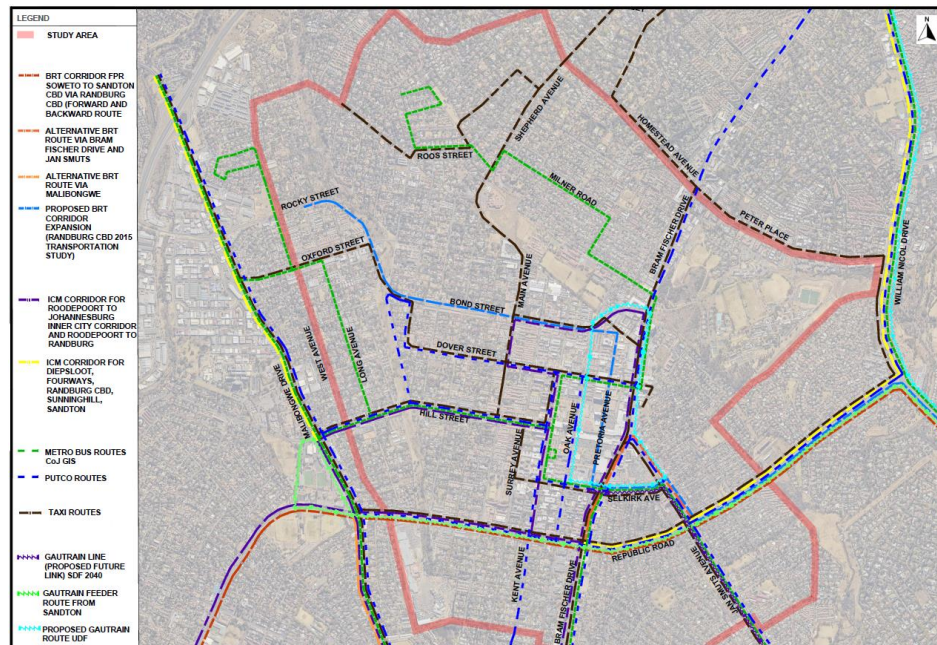 LEGEND
STUDY AREA
BRT CORRIDOR FPR
SOWETO TO SANDTON
CBD VIA RANDBURG
CBD (FORWARD AND
BACKWARD ROUTE
ALTERNATIVE BRT
ROUTE VIA BRAM
FISCHER DRIVE AND
JAN SMUTS
ALTERNATIVE BRT
ROUTE VIA
MALIBONGWE
PROPOSED BRT
CORRIDOR
EXPANSION
(RANDBURG CBD 2015
TRANSPORTATION
STUDY)
ICM CORRIDOR FOR
ROODEPOORT TO
JOHANNESBURG
INNER CITY CORRIDOR
AND ROODEPOORT TO
RANDBURG
ICM CORRIDOR FOR
DIEPSLOOT,
FOURWAYS,
RANDBURG CBD,
SUNNINGHILL,
SANDTON
METRO BUS ROUTES
CoJ GIS
PUTCO ROUTES
TAXI ROUTES
GAUTRAIN LINE
(PROPOSED FUTURE
LINK) SDF 2040
GAUTRAIN FEEDER
ROUTE FROM
SANDTON
PROPOSED GAUTRAIN
ROUTE UDF
N
SHEPHERD AVENUE
HOMESTEAD AVENUE
ROOS STREET
MILNER ROAD
ROCKY STREET
PETER PLACE
BRAM FISCHER DRIVE
OXFORD STREET
WILLIAM NICOL DRIVE
MAIN AVENUE
BOND STREET
WEST AVENUE
LONG AVENUE
DOVER STREET
MALIBONGWE DRIVE
HILL STREET
OAK AVENUE
PRETORIA AVENUE
SURREY AVENUE
SELKIRK AVE
REPUBLIC ROAD
KENT AVENUE
BRAM FISCHER DRIVE
JAN SMUTS AVENUE